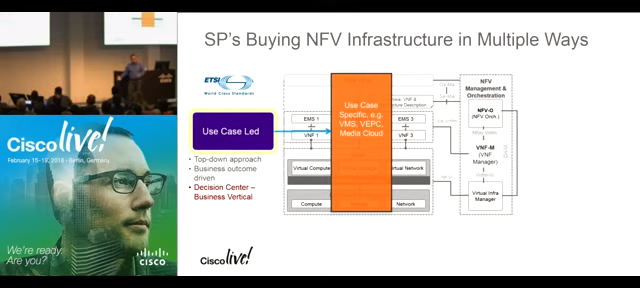 SP's Buying NFV Infrastructure in Multiple Ways
ETSI
World Class Standards
Use Case Led
Top-down approach
Business outcome
driven
Decision Center –
Business Vertical
Use Case
Specific, e.g.
VMS, VEPC,
Media Cloud
EMS 1
EMS 3
VNF 1
VNF 3
Virtual Compute
Virtual Network
Compute
Network
NFV
Management &
Orchestration
NFV-O
(NFV Orch.)
VNF-M
(VNF
Manager)
Virtual Infra
Manager
Cisco live!
February 15-19, 2016 • Berlin, Germany
We're ready.
Are you?
CISCO
Cisco live!